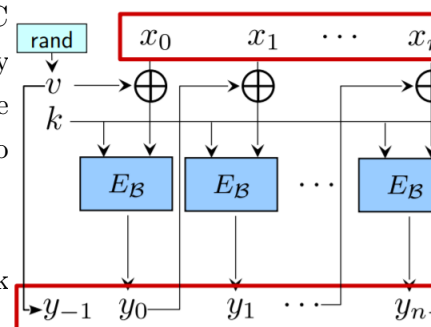 C
rand x₀ x₁ ⋯
y
v
e
k
o
E_𝓑 E_𝓑 ⋯ E_𝓑
k
y₋₁ y₀ y₁ ⋯